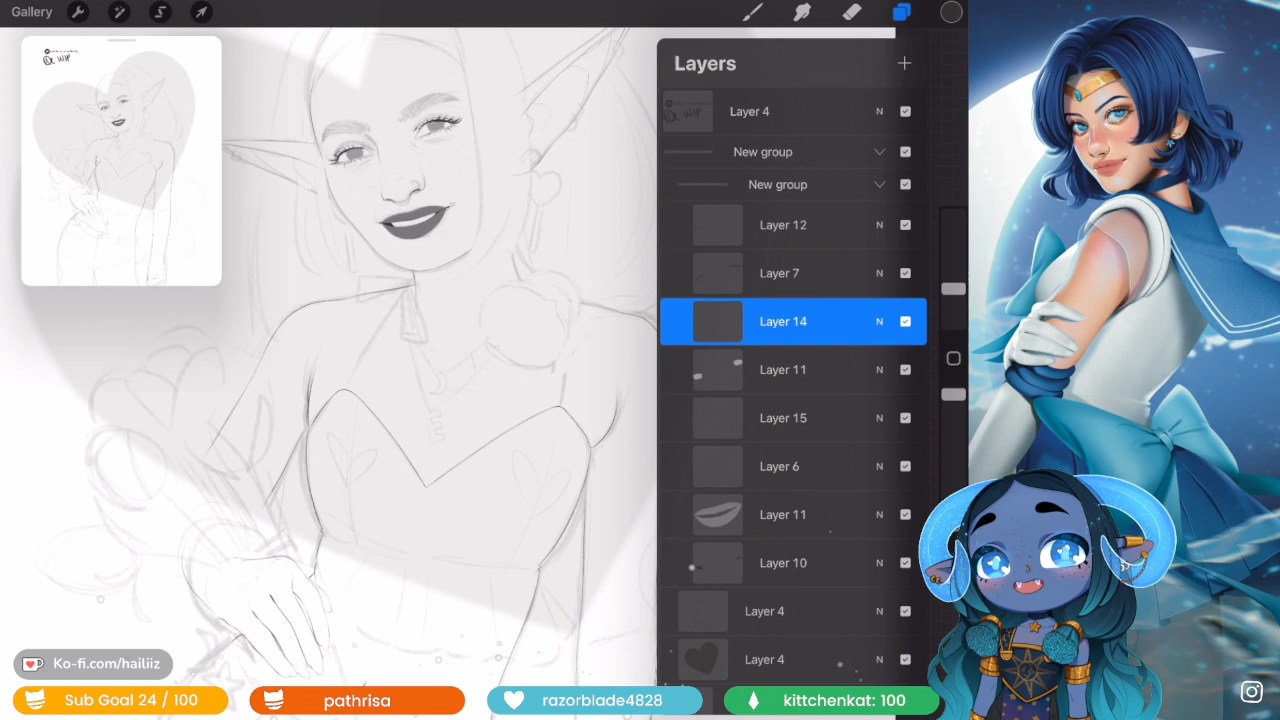 Gallery
WIP
Layers
Layer 4 N
New group
New group
Layer 12 N
Layer 7 N
Layer 14 N
Layer 11 N
Layer 15 N
Layer 6 N
Layer 11 N
Layer 10 N
Layer 4 N
Layer 4 N
Ko-fi.com/hailiiz
Sub Goal 24 / 100
pathrisa
razorblade4828
kittchenkat: 100